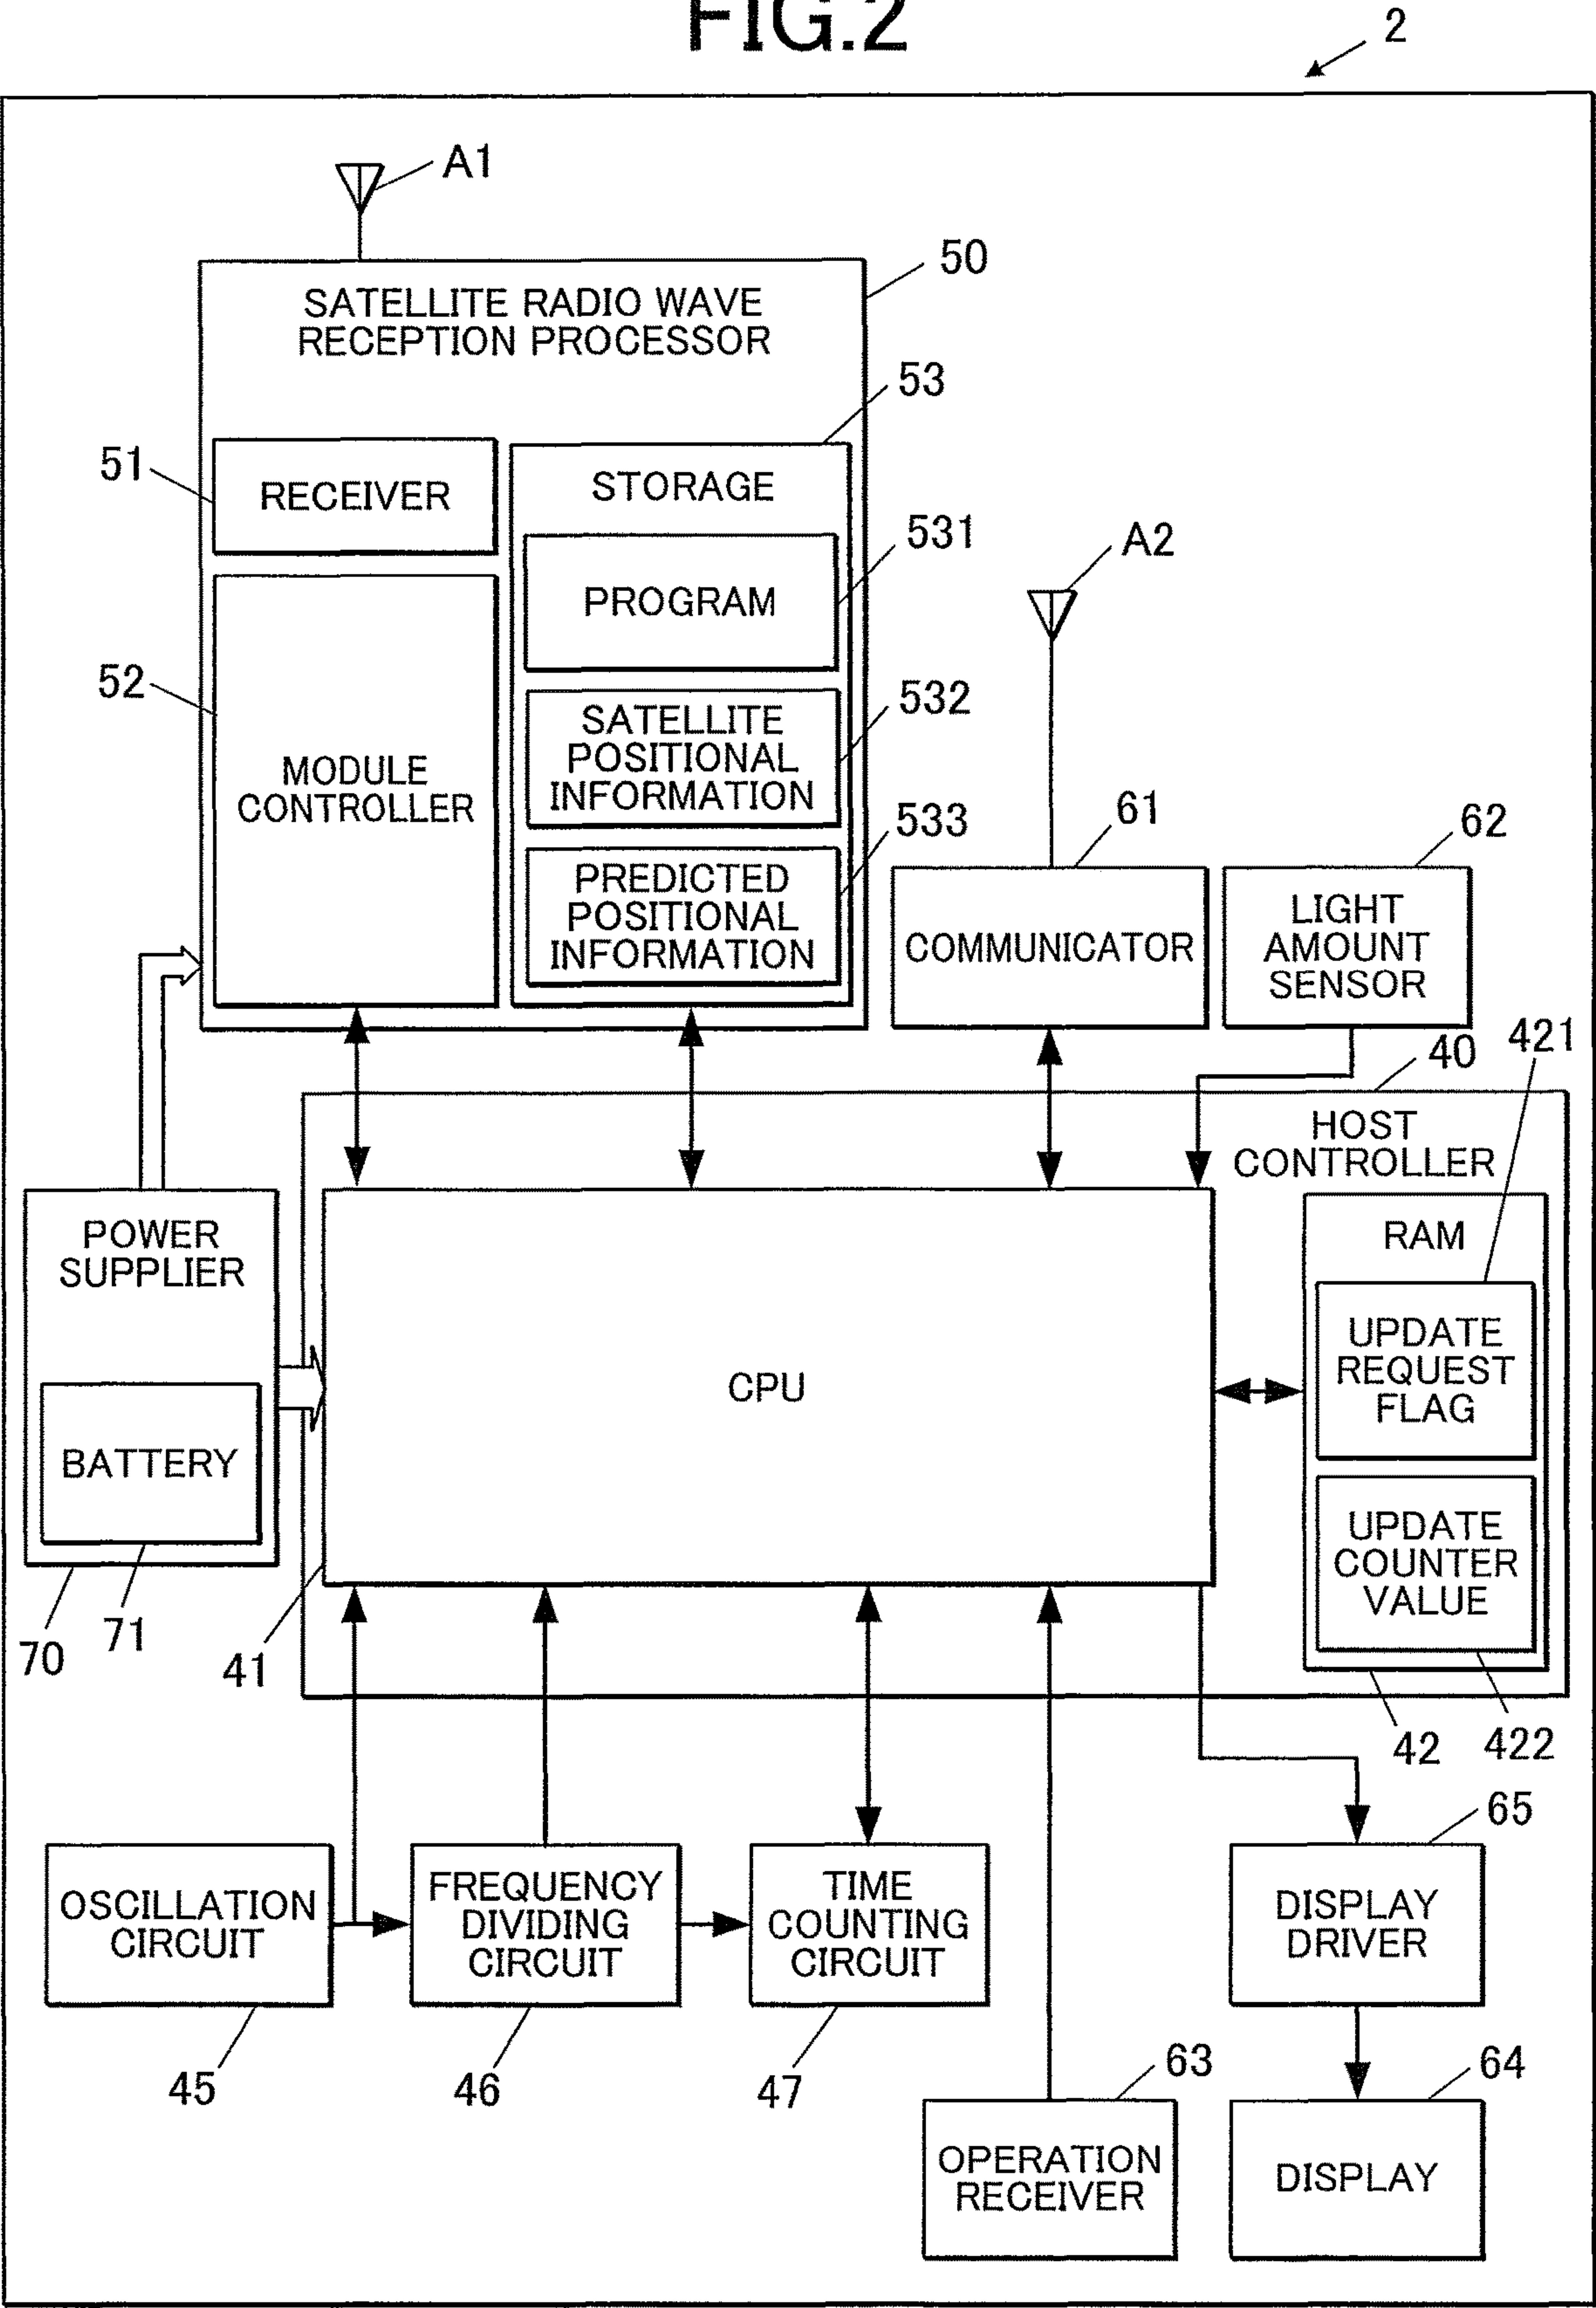 FIG.2
2
A1
50
SATELLITE RADIO WAVE
RECEPTION PROCESSOR
53
51
RECEIVER
STORAGE
531
PROGRAM
A2
52
MODULE
CONTROLLER
532
SATELLITE
POSITIONAL
INFORMATION
533
PREDICTED
POSITIONAL
INFORMATION
61
COMMUNICATOR
62
LIGHT
AMOUNT
SENSOR
40
421
HOST
CONTROLLER
POWER
SUPPLIER
BATTERY
70
71
CPU
41
RAM
UPDATE
REQUEST
FLAG
UPDATE
COUNTER
VALUE
42
422
65
OSCILLATION
CIRCUIT
FREQUENCY
DIVIDING
CIRCUIT
TIME
COUNTING
CIRCUIT
DISPLAY
DRIVER
45
46
47
63
64
OPERATION
RECEIVER
DISPLAY